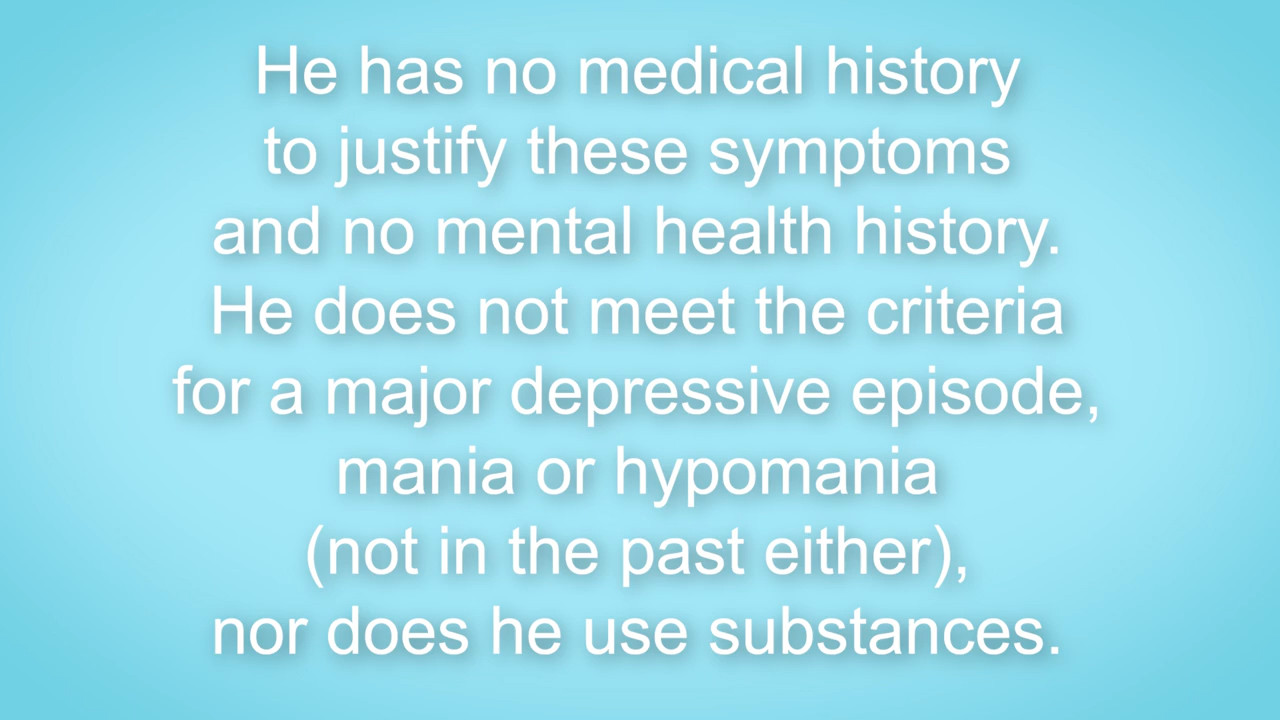 He has no medical history
to justify these symptoms
and no mental health history.
He does not meet the criteria
for a major depressive episode,
mania or hypomania
(not in the past either),
nor does he use substances.